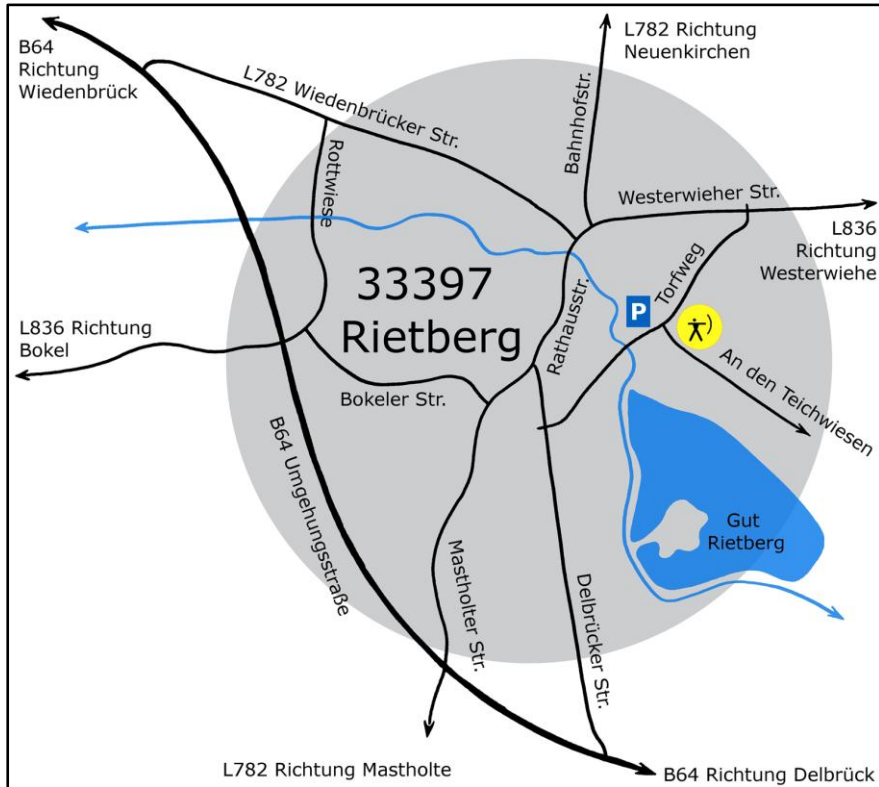 B64
Richtung
Wiedenbrück
L782 Richtung
Neuenkirchen
L782 Wiedenbrücker Str.
Bahnhofstr.
Rottwiese
Westerwieher Str.
L836
Richtung
Westerwiehe
33397
Rietberg
Rathausstr.
P
Torfweg
L836 Richtung
Bokel
Bokeler Str.
An den Teichwiesen
B64 Umgehungsstraße
Gut
Rietberg
Mastholter Str.
Delbrücker Str.
L782 Richtung Mastholte
B64 Richtung Delbrück